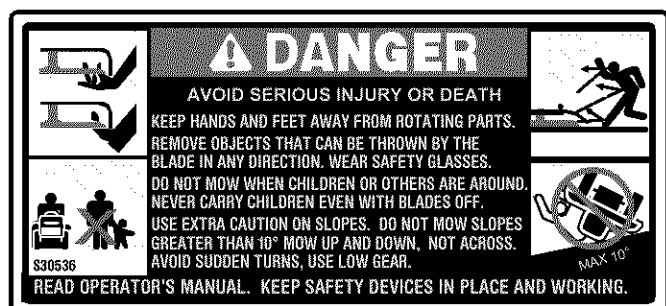 DANGER
AVOID SERIOUS INJURY OR DEATH
KEEP HANDS AND FEET AWAY FROM ROTATING PARTS.
REMOVE OBJECTS THAT CAN BE THROWN BY THE
BLADE IN ANY DIRECTION. WEAR SAFETY GLASSES.
DO NOT MOW WHEN CHILDREN OR OTHERS ARE AROUND.
NEVER CARRY CHILDREN EVEN WITH BLADES OFF.
USE EXTRA CAUTION ON SLOPES. DO NOT MOW SLOPES
GREATER THAN 10° MOW UP AND DOWN, NOT ACROSS.
AVOID SUDDEN TURNS, USE LOW GEAR.
S30536
MAX 10°
READ OPERATOR'S MANUAL. KEEP SAFETY DEVICES IN PLACE AND WORKING.